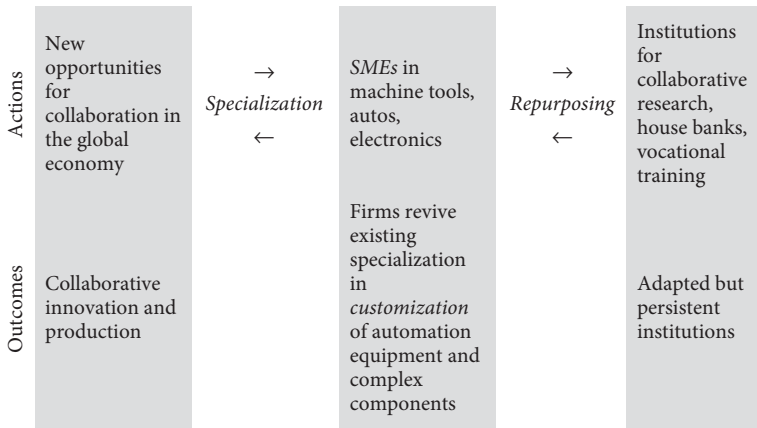 Actions
New
opportunities
for
collaboration in
the global
economy
→
Specialization
←
SMEs in
machine tools,
autos,
electronics
→
Repurposing
←
Institutions
for
collaborative
research,
house banks,
vocational
training
Outcomes
Collaborative
innovation and
production
Firms revive
existing
specialization
in
customization
of automation
equipment and
complex
components
Adapted but
persistent
institutions